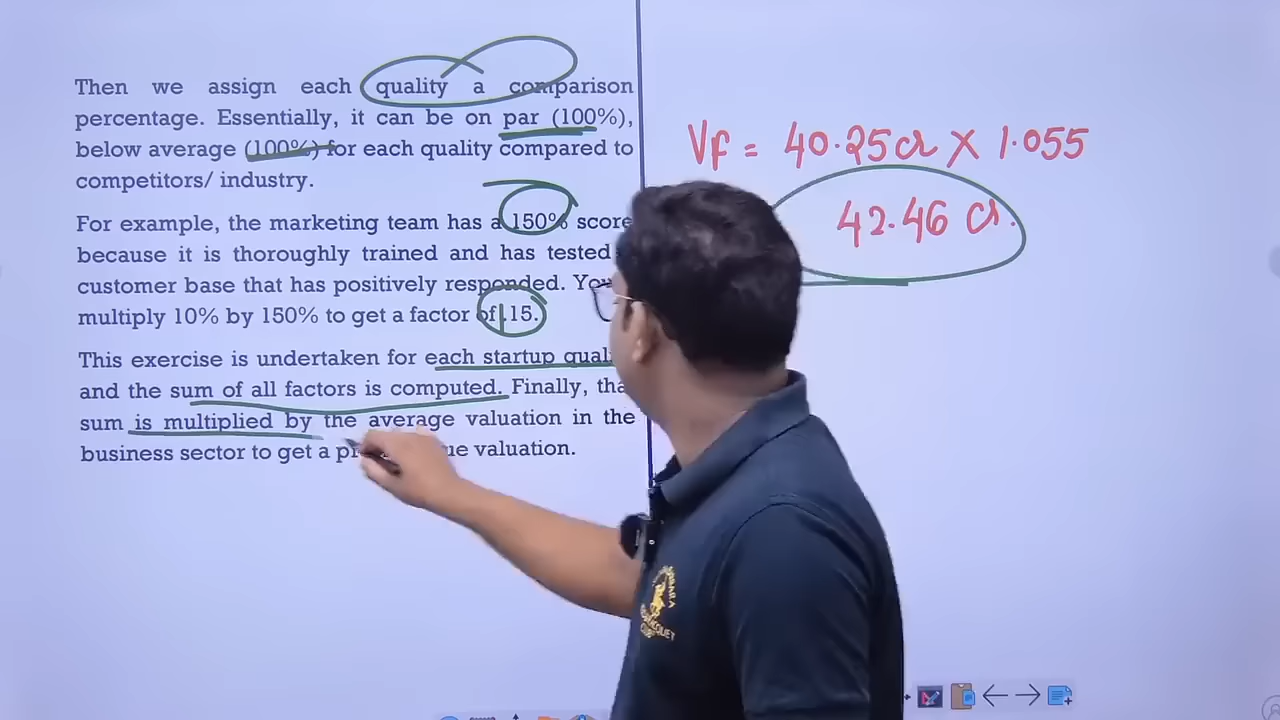 Then we assign each quality a comparison
percentage. Essentially, it can be on par (100%),
below average (100%) for each quality compared to
competitors/ industry.
For example, the marketing team has a 150% score
because it is thoroughly trained and has tested
customer base that has positively responded. You
multiply 10% by 150% to get a factor of .15.
This exercise is undertaken for each startup
and the sum of all factors is computed. Finally,
sum is multiplied by the average valuation in the
business sector to get a valuation.
Vf = 40.25 cr × 1.055
42.46 cr.